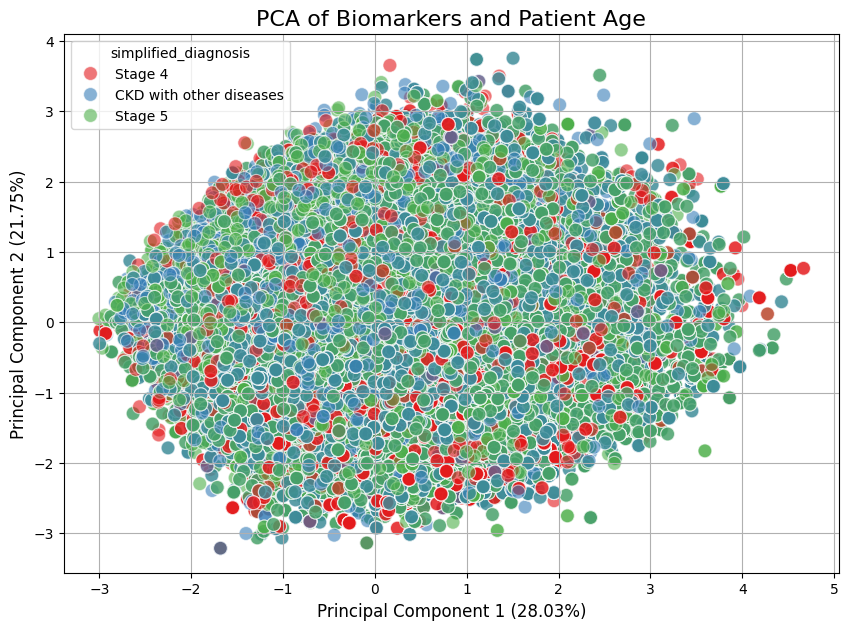 PCA of Biomarkers and Patient Age
simplified_diagnosis
Stage 4
CKD with other diseases
Stage 5
4
3
2
1
0
−1
−2
−3
Principal Component 2 (21.75%)
−3 −2 −1 0 1 2 3 4 5
Principal Component 1 (28.03%)